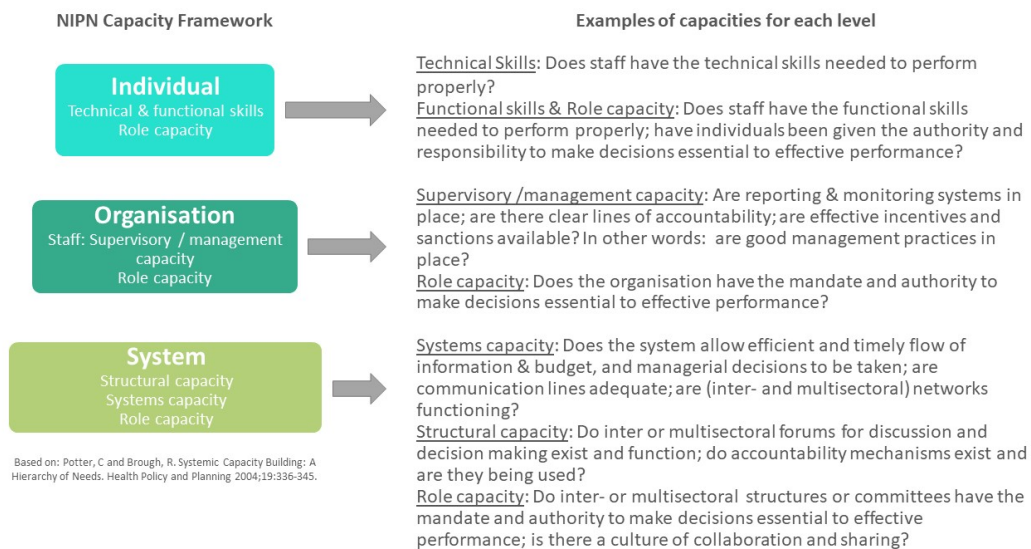 NIPN Capacity Framework
Examples of capacities for each level
Individual
Technical & functional skills
Role capacity
Technical Skills: Does staff have the technical skills needed to perform
properly?
Functional skills & Role capacity: Does staff have the functional skills
needed to perform properly; have individuals been given the authority and
responsibility to make decisions essential to effective performance?
Organisation
Staff: Supervisory / management
capacity
Role capacity
Supervisory /management capacity: Are reporting & monitoring systems in
place; are there clear lines of accountability; are effective incentives and
sanctions available? In other words: are good management practices in
place?
Role capacity: Does the organisation have the mandate and authority to
make decisions essential to effective performance?
System
Structural capacity
Systems capacity
Role capacity
Systems capacity: Does the system allow efficient and timely flow of
information & budget, and managerial decisions to be taken; are
communication lines adequate; are (inter- and multisectoral) networks
functioning?
Structural capacity: Do inter or multisectoral forums for discussion and
decision making exist and function; do accountability mechanisms exist and
are they being used?
Role capacity: Do inter- or multisectoral structures or committees have the
mandate and authority to make decisions essential to effective
performance; is there a culture of collaboration and sharing?
Based on: Potter, C and Brough, R. Systemic Capacity Building: A
Hierarchy of Needs. Health Policy and Planning 2004;19:336-345.